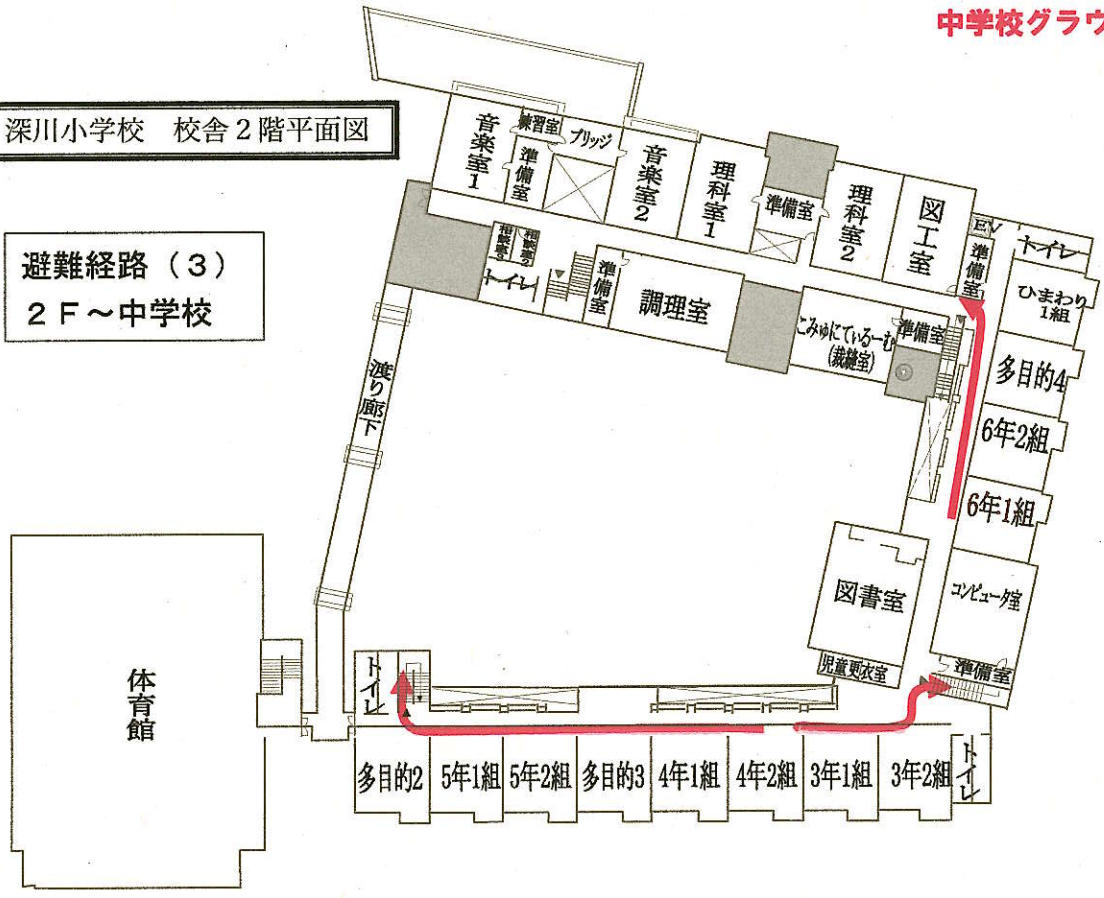 中学校グラウ
深川小学校 校舎2階平面図
避難経路(3)
2F~中学校
音楽室1
練習室
準備室
ブリッジ
音楽室2
理科室1
準備室
理科室2
図工室
EV
準備室
トイレ
ひまわり
1組
多目的4
6年2組
6年1組
コンピュータ室
準備室
トイレ
準備室
調理室
こみゅにてぃるーむ
(裁縫室)
準備室
渡り廊下
図書室
児童更衣室
体育館
トイレ
多目的2
5年1組
5年2組
多目的3
4年1組
4年2組
3年1組
3年2組
トイレ